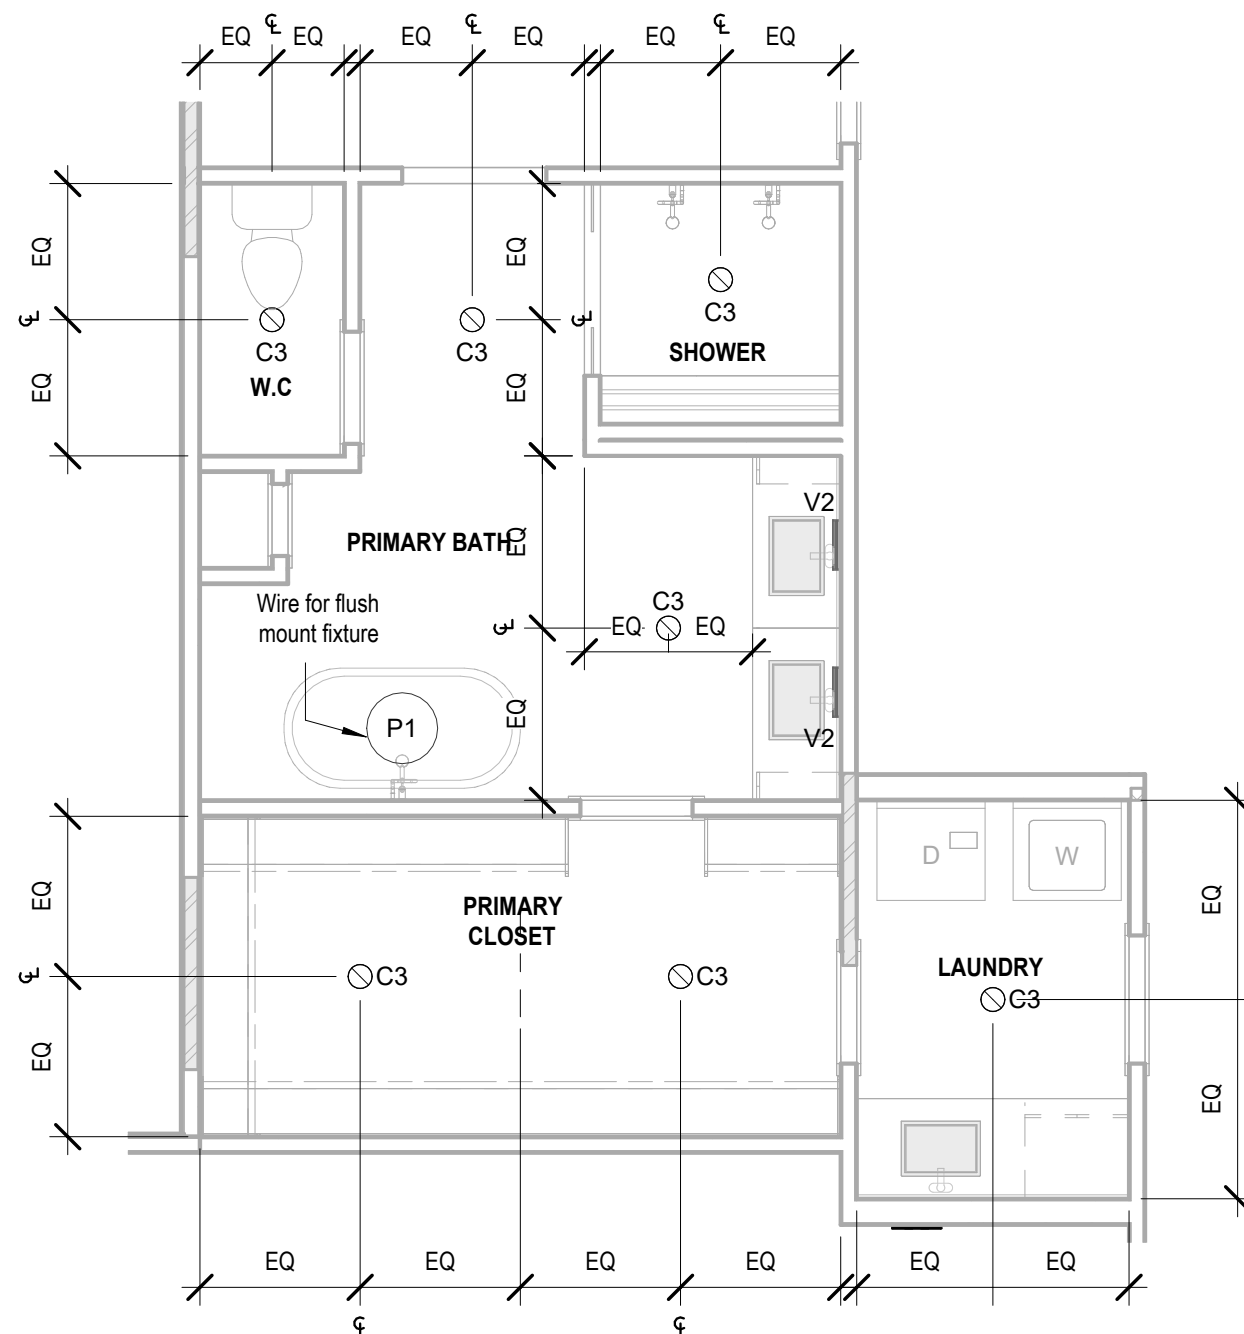 EQ ℄ EQ EQ ℄ EQ EQ ℄ EQ
EQ
EQ
C3
℄
℄
C3
C3
SHOWER
W.C
EQ
EQ
V2
PRIMARY BATH
EQ
Wire for flush
mount fixture
C3
℄
EQ EQ
EQ
P1
V2
D
W
EQ
EQ
PRIMARY
CLOSET
LAUNDRY
℄
C3
C3
C3
EQ
EQ
EQ EQ EQ EQ EQ EQ
℄ ℄